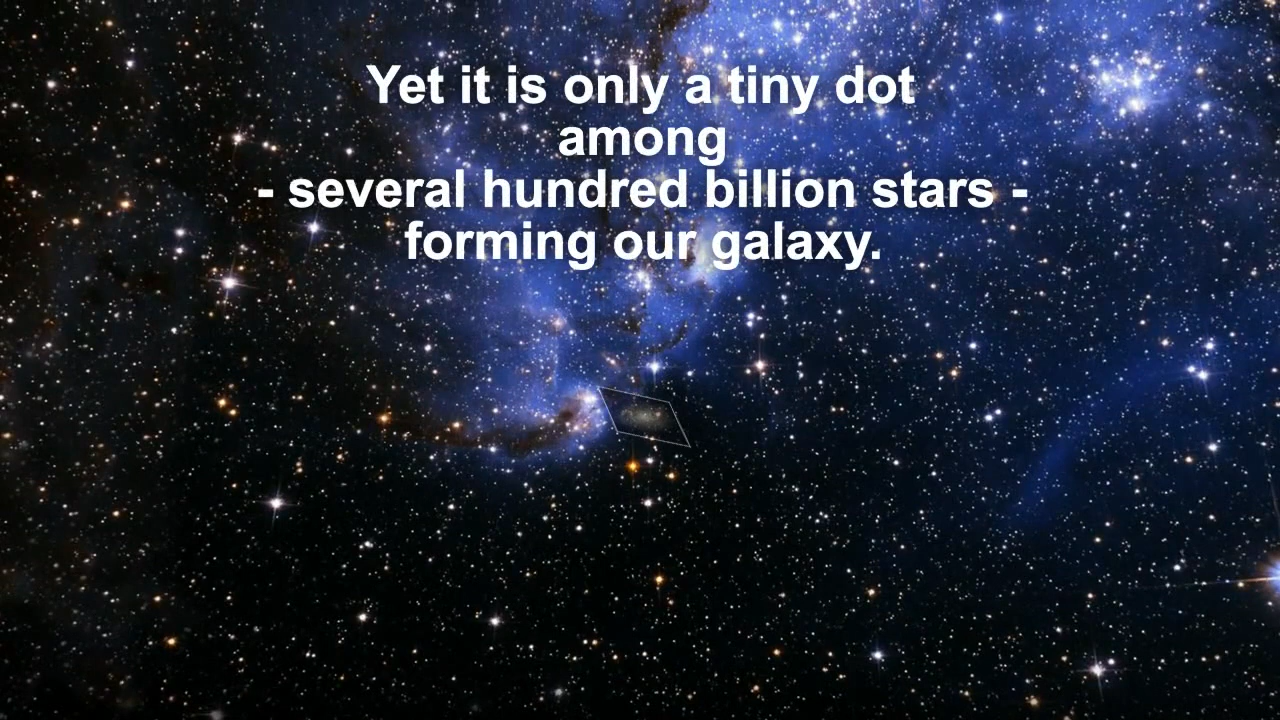 Yet it is only a tiny dot
among
- several hundred billion stars -
forming our galaxy.